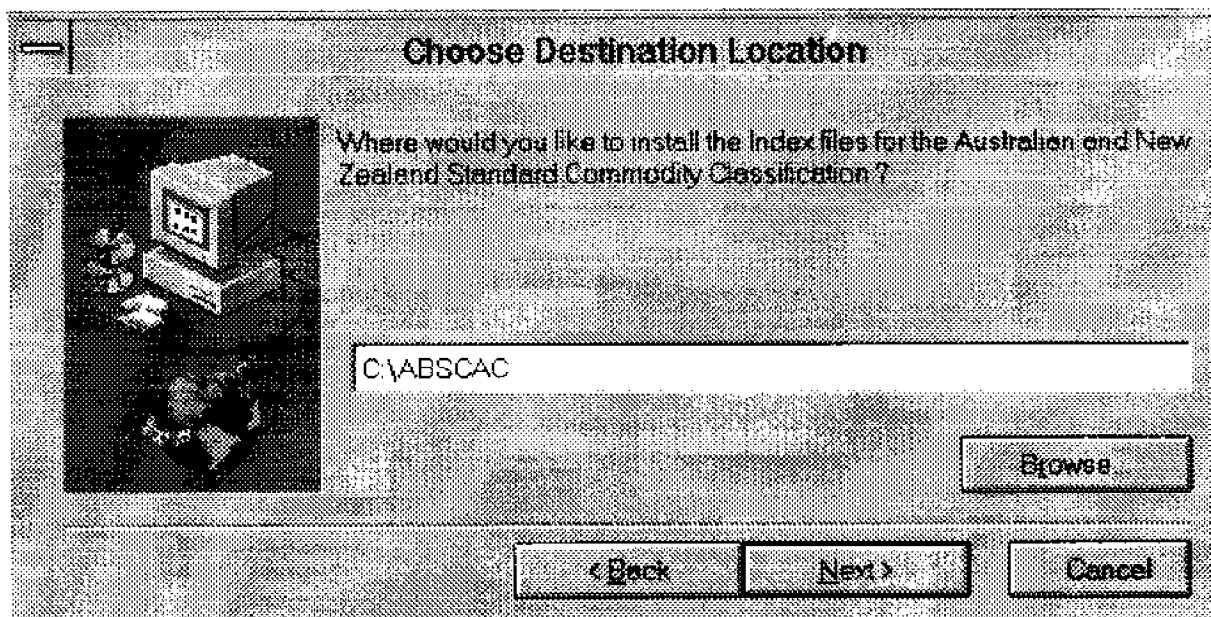 Choose Destination Location
Where would you like to install the Index files for the Australian and New
Zealand Standard Commodity Classification ?
C:\ABSCAC
Browse...
< Back
Next >
Cancel